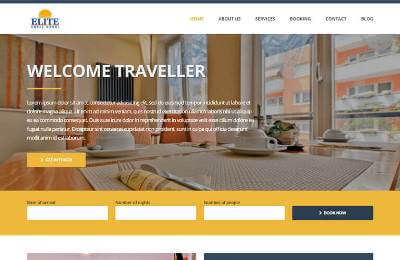 ELITE
HOME
ABOUT US
SERVICES
BOOKING
CONTACT
BLOG
WELCOME TRAVELLER
Lorem ipsum dolor sit amet, consectetur adipiscing elit, sed do eiusmod tempor incididunt ut labore et
dolore magna aliqua. Ut enim ad minim veniam, quis nostrud exercitation ullamco laboris nisi ut aliquip
ex ea commodo consequat. Duis aute irure dolor in reprehenderit in voluptate velit esse cillum dolore eu
fugiat nulla pariatur. Excepteur sint occaecat cupidatat non proident, sunt in culpa qui officia deserunt
mollit anim id est laborum.
GET IN TOUCH
Date of arrival
Number of nights
Number of people
BOOK NOW